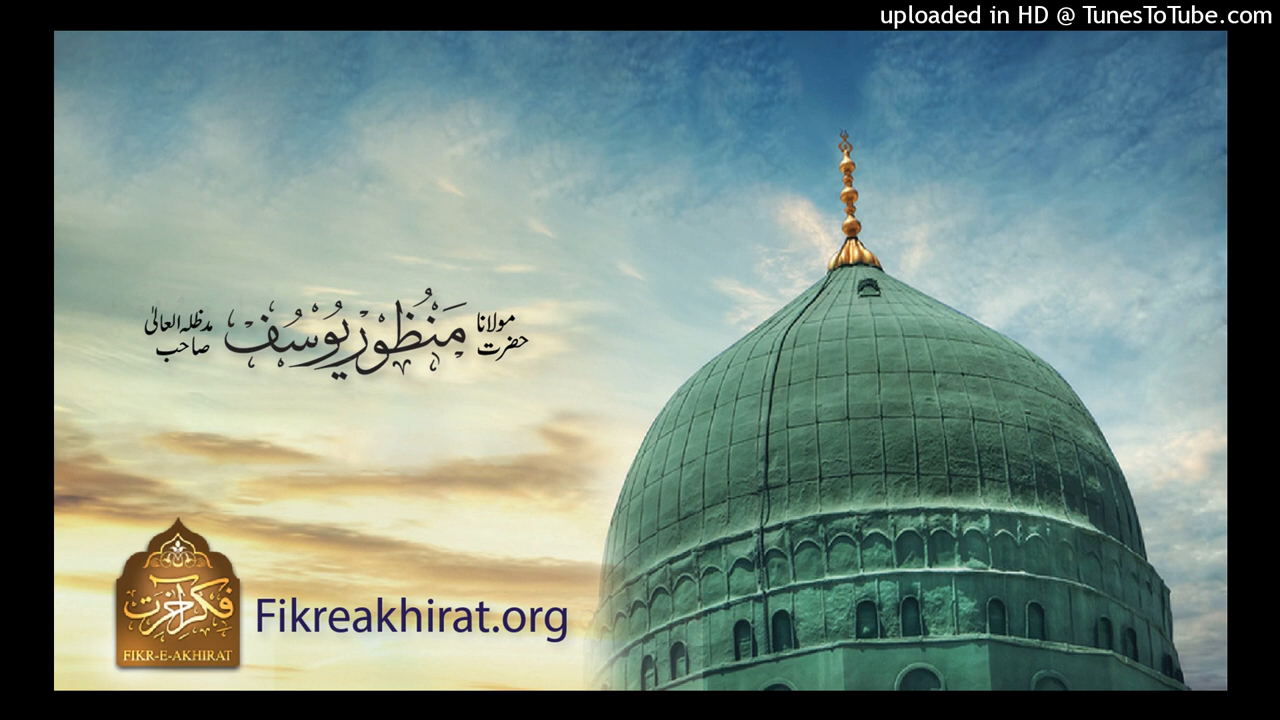 uploaded in HD @ TunesToTube.com
حضرت مولانا مَنظُور یُوسُف صاحب مدظلہ العالیٰ
فکر آخرت
FIKR-E-AKHIRAT
Fikreakhirat.org